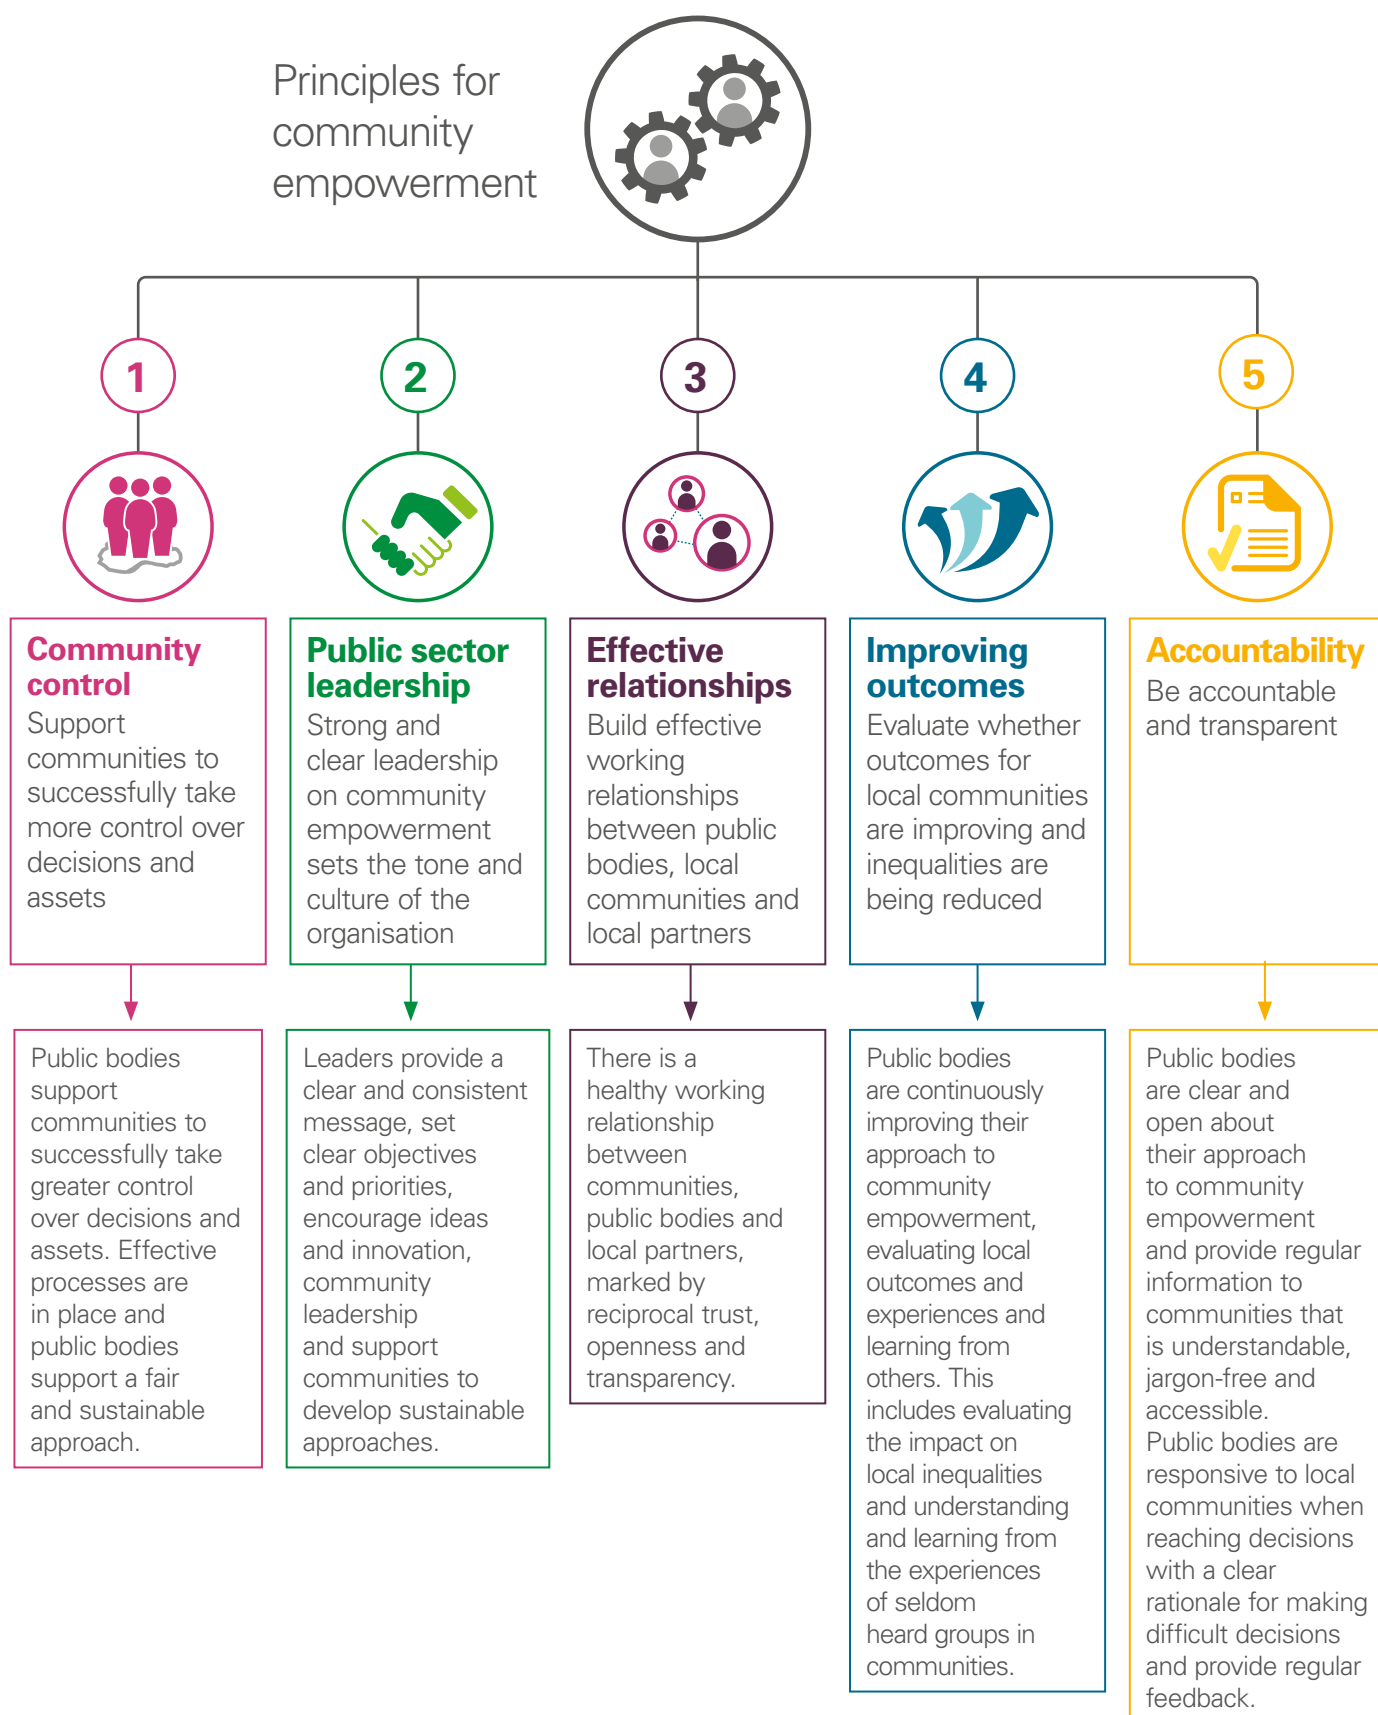 Principles for
community
empowerment
1
2
3
4
5
Community
control
Support
communities to
successfully take
more control over
decisions and
assets
Public sector
leadership
Strong and
clear leadership
on community
empowerment
sets the tone and
culture of the
organisation
Effective
relationships
Build effective
working
relationships
between public
bodies, local
communities and
local partners
Improving
outcomes
Evaluate whether
outcomes for
local communities
are improving and
inequalities are
being reduced
Accountability
Be accountable
and transparent
Public bodies
support
communities to
successfully take
greater control
over decisions and
assets. Effective
processes are
in place and
public bodies
support a fair
and sustainable
approach.
Leaders provide a
clear and consistent
message, set
clear objectives
and priorities,
encourage ideas
and innovation,
community
leadership
and support
communities to
develop sustainable
approaches.
There is a
healthy working
relationship
between
communities,
public bodies and
local partners,
marked by
reciprocal trust,
openness and
transparency.
Public bodies
are continuously
improving their
approach to
community
empowerment,
evaluating local
outcomes and
experiences and
learning from
others. This
includes evaluating
the impact on
local inequalities
and understanding
and learning from
the experiences
of seldom
heard groups in
communities.
Public bodies
are clear and
open about
their approach
to community
empowerment
and provide regular
information to
communities that
is understandable,
jargon-free and
accessible.
Public bodies are
responsive to local
communities when
reaching decisions
with a clear
rationale for making
difficult decisions
and provide regular
feedback.